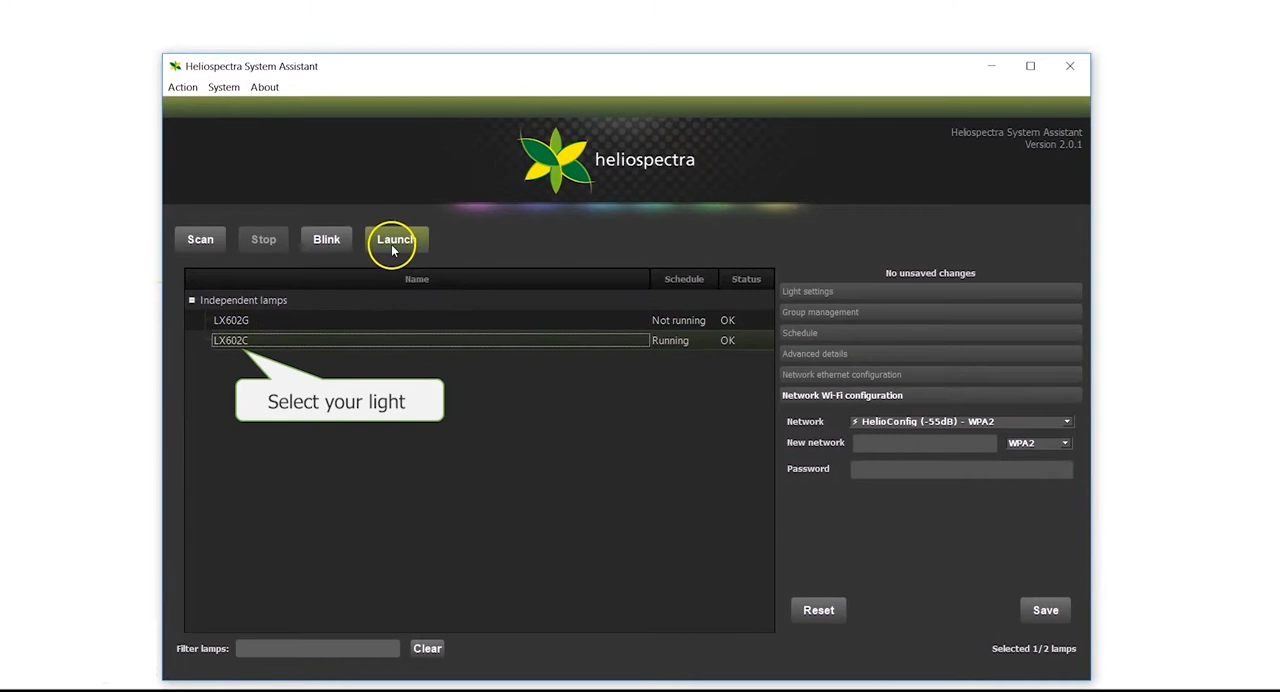 Heliospectra System Assistant
Action System About
Heliospectra System Assistant
Version 2.0.1
heliospectra
Scan Stop Blink Launch
Name Schedule Status
Independent lamps
LX602G Not running OK
LX602C Running OK
Select your light
No unsaved changes
Light settings
Group management
Schedule
Advanced details
Network ethernet configuration
Network Wi-Fi configuration
Network ⚡ HelioConfig (-55dB) - WPA2
New network WPA2
Password
Reset Save
Filter lamps: Clear Selected 1/2 lamps